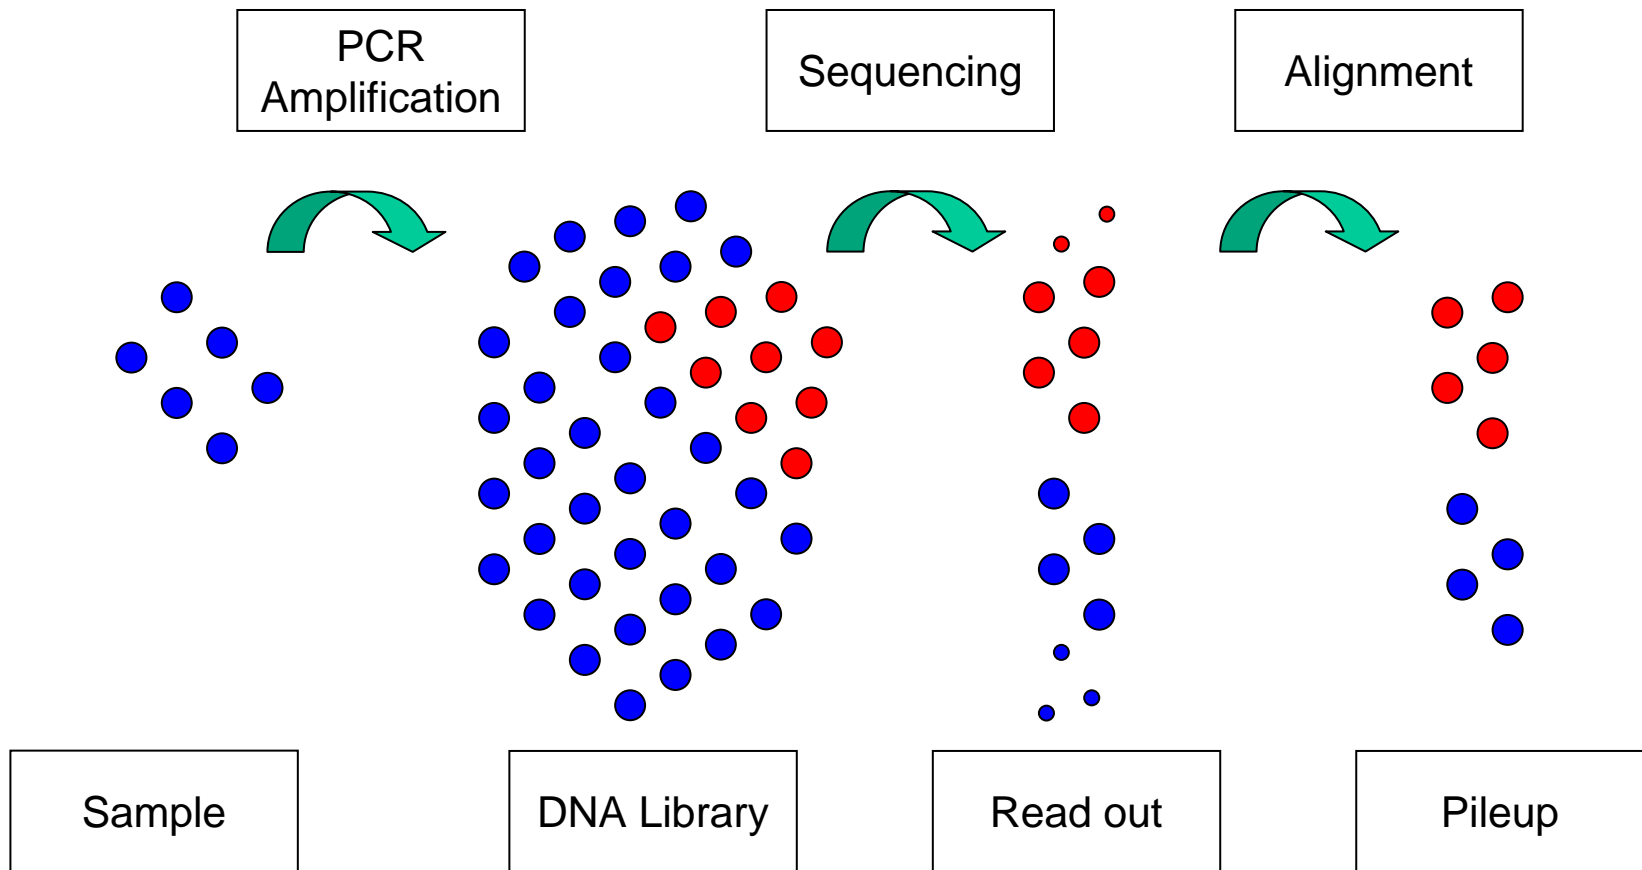 PCR
Amplification
Sequencing
Alignment
Sample
DNA Library
Read out
Pileup